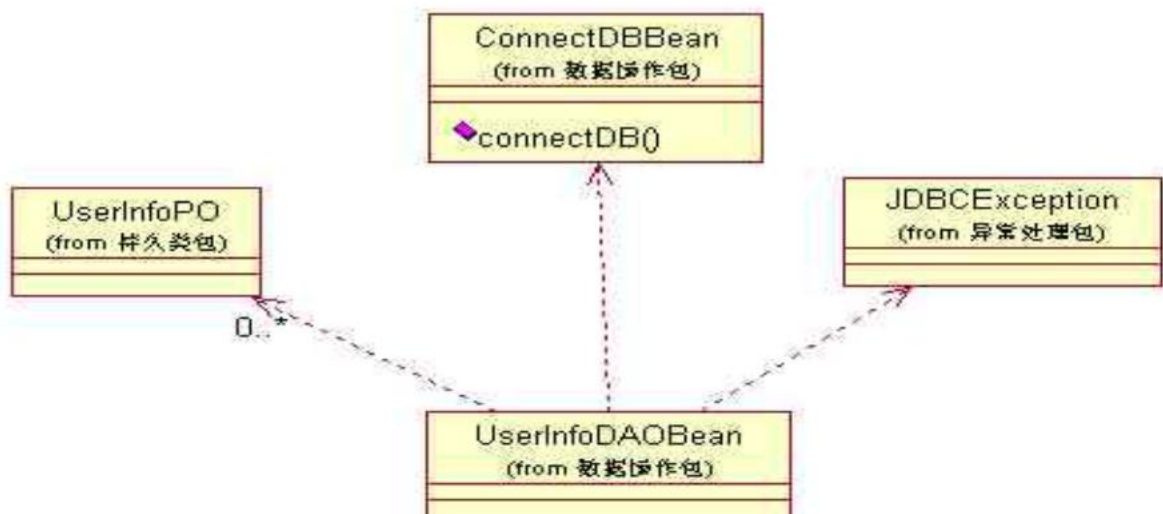 ConnectDBBean
(from 数据操作包)
connectDB()
UserInfoPO
(from 持久类包)
JDBCException
(from 异常处理包)
0..*
UserInfoDAOBean
(from 数据操作包)